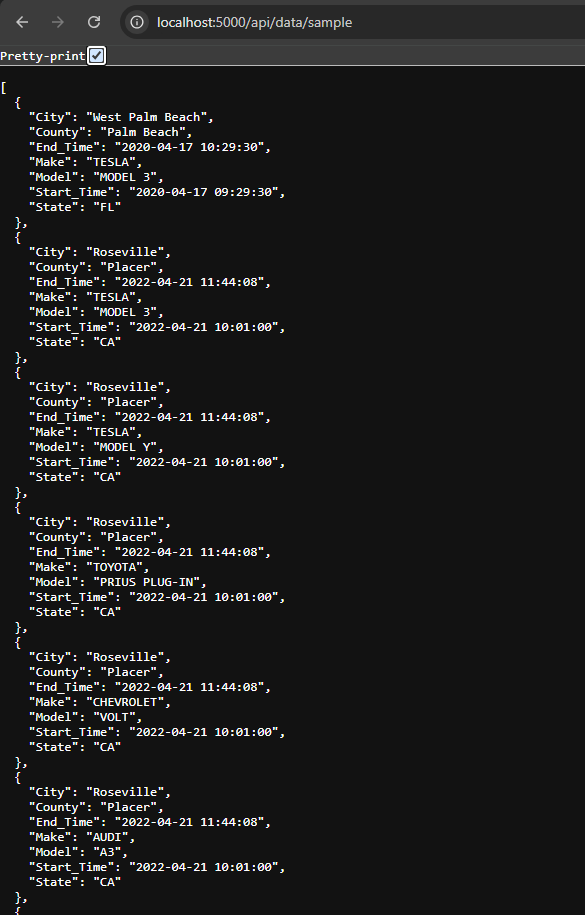 localhost:5000/api/data/sample
Pretty-print
[
  {
    "City": "West Palm Beach",
    "County": "Palm Beach",
    "End_Time": "2020-04-17 10:29:30",
    "Make": "TESLA",
    "Model": "MODEL 3",
    "Start_Time": "2020-04-17 09:29:30",
    "State": "FL"
  },
  {
    "City": "Roseville",
    "County": "Placer",
    "End_Time": "2022-04-21 11:44:08",
    "Make": "TESLA",
    "Model": "MODEL 3",
    "Start_Time": "2022-04-21 10:01:00",
    "State": "CA"
  },
  {
    "City": "Roseville",
    "County": "Placer",
    "End_Time": "2022-04-21 11:44:08",
    "Make": "TESLA",
    "Model": "MODEL Y",
    "Start_Time": "2022-04-21 10:01:00",
    "State": "CA"
  },
  {
    "City": "Roseville",
    "County": "Placer",
    "End_Time": "2022-04-21 11:44:08",
    "Make": "TOYOTA",
    "Model": "PRIUS PLUG-IN",
    "Start_Time": "2022-04-21 10:01:00",
    "State": "CA"
  },
  {
    "City": "Roseville",
    "County": "Placer",
    "End_Time": "2022-04-21 11:44:08",
    "Make": "CHEVROLET",
    "Model": "VOLT",
    "Start_Time": "2022-04-21 10:01:00",
    "State": "CA"
  },
  {
    "City": "Roseville",
    "County": "Placer",
    "End_Time": "2022-04-21 11:44:08",
    "Make": "AUDI",
    "Model": "A3",
    "Start_Time": "2022-04-21 10:01:00",
    "State": "CA"
  },
  {